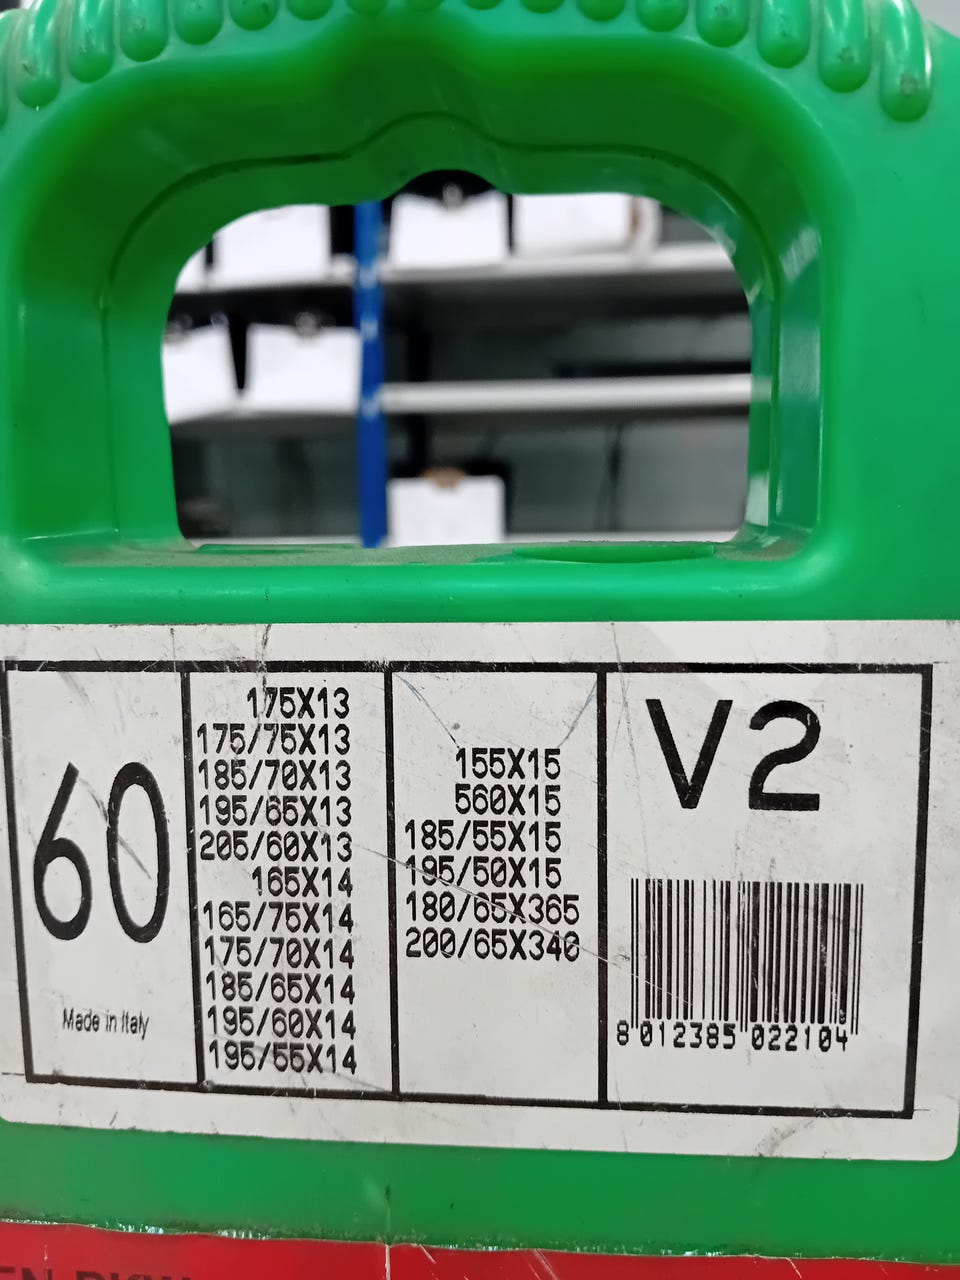 60
Made in Italy
175X13
175/75X13
185/70X13
195/65X13
205/60X13
165X14
165/75X14
175/70X14
185/65X14
195/60X14
195/55X14
155X15
560X15
185/55X15
195/50X15
180/65X365
200/65X340
V2
8 012385 022104